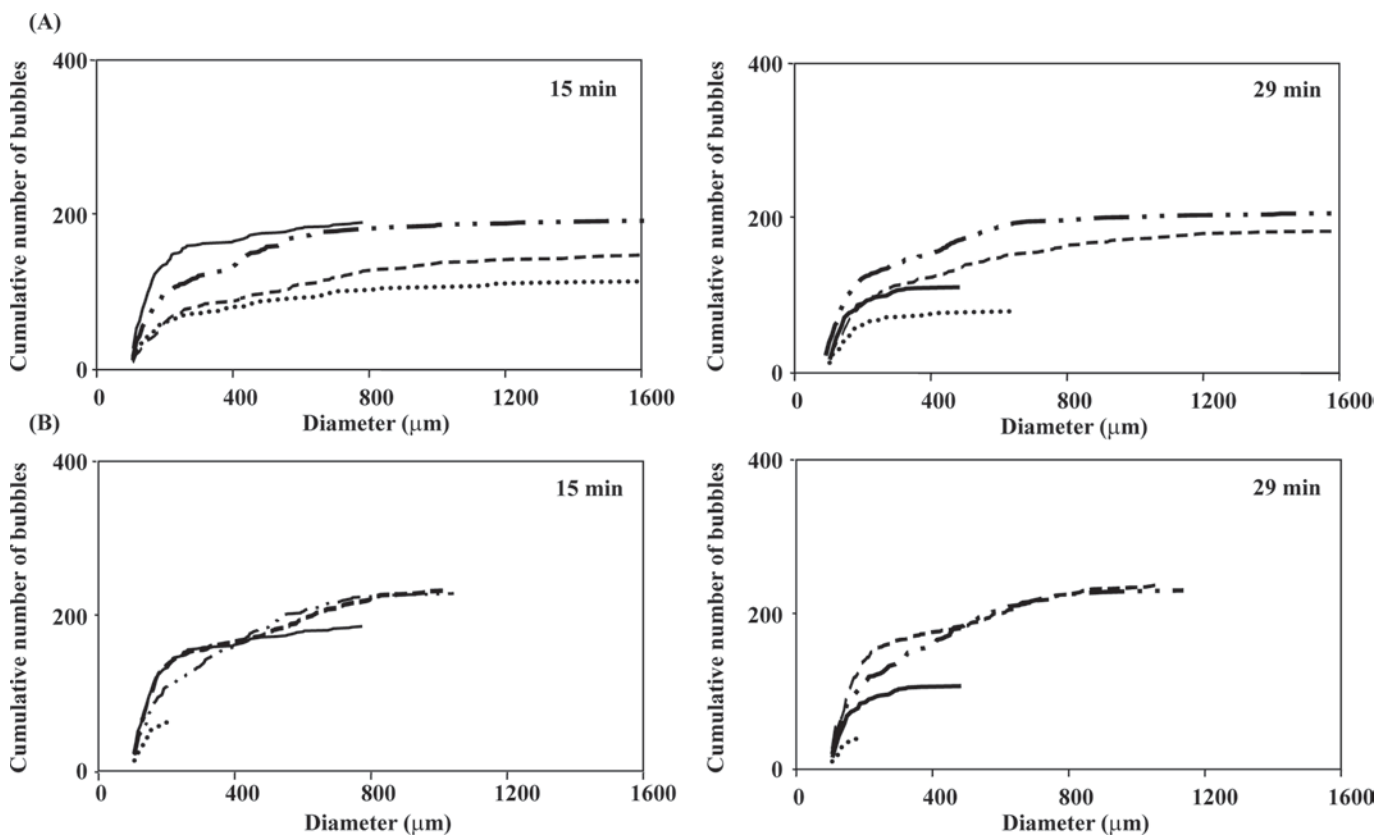 (A)
Cumulative number of bubbles
400
200
0
15 min
0 400 800 1200 1600
Diameter (μm)
Cumulative number of bubbles
400
200
0
29 min
0 400 800 1200 1600
Diameter (μm)
(B)
Cumulative number of bubbles
400
200
0
15 min
0 400 800 1200 1600
Diameter (μm)
Cumulative number of bubbles
400
200
0
29 min
0 400 800 1200 1600
Diameter (μm)